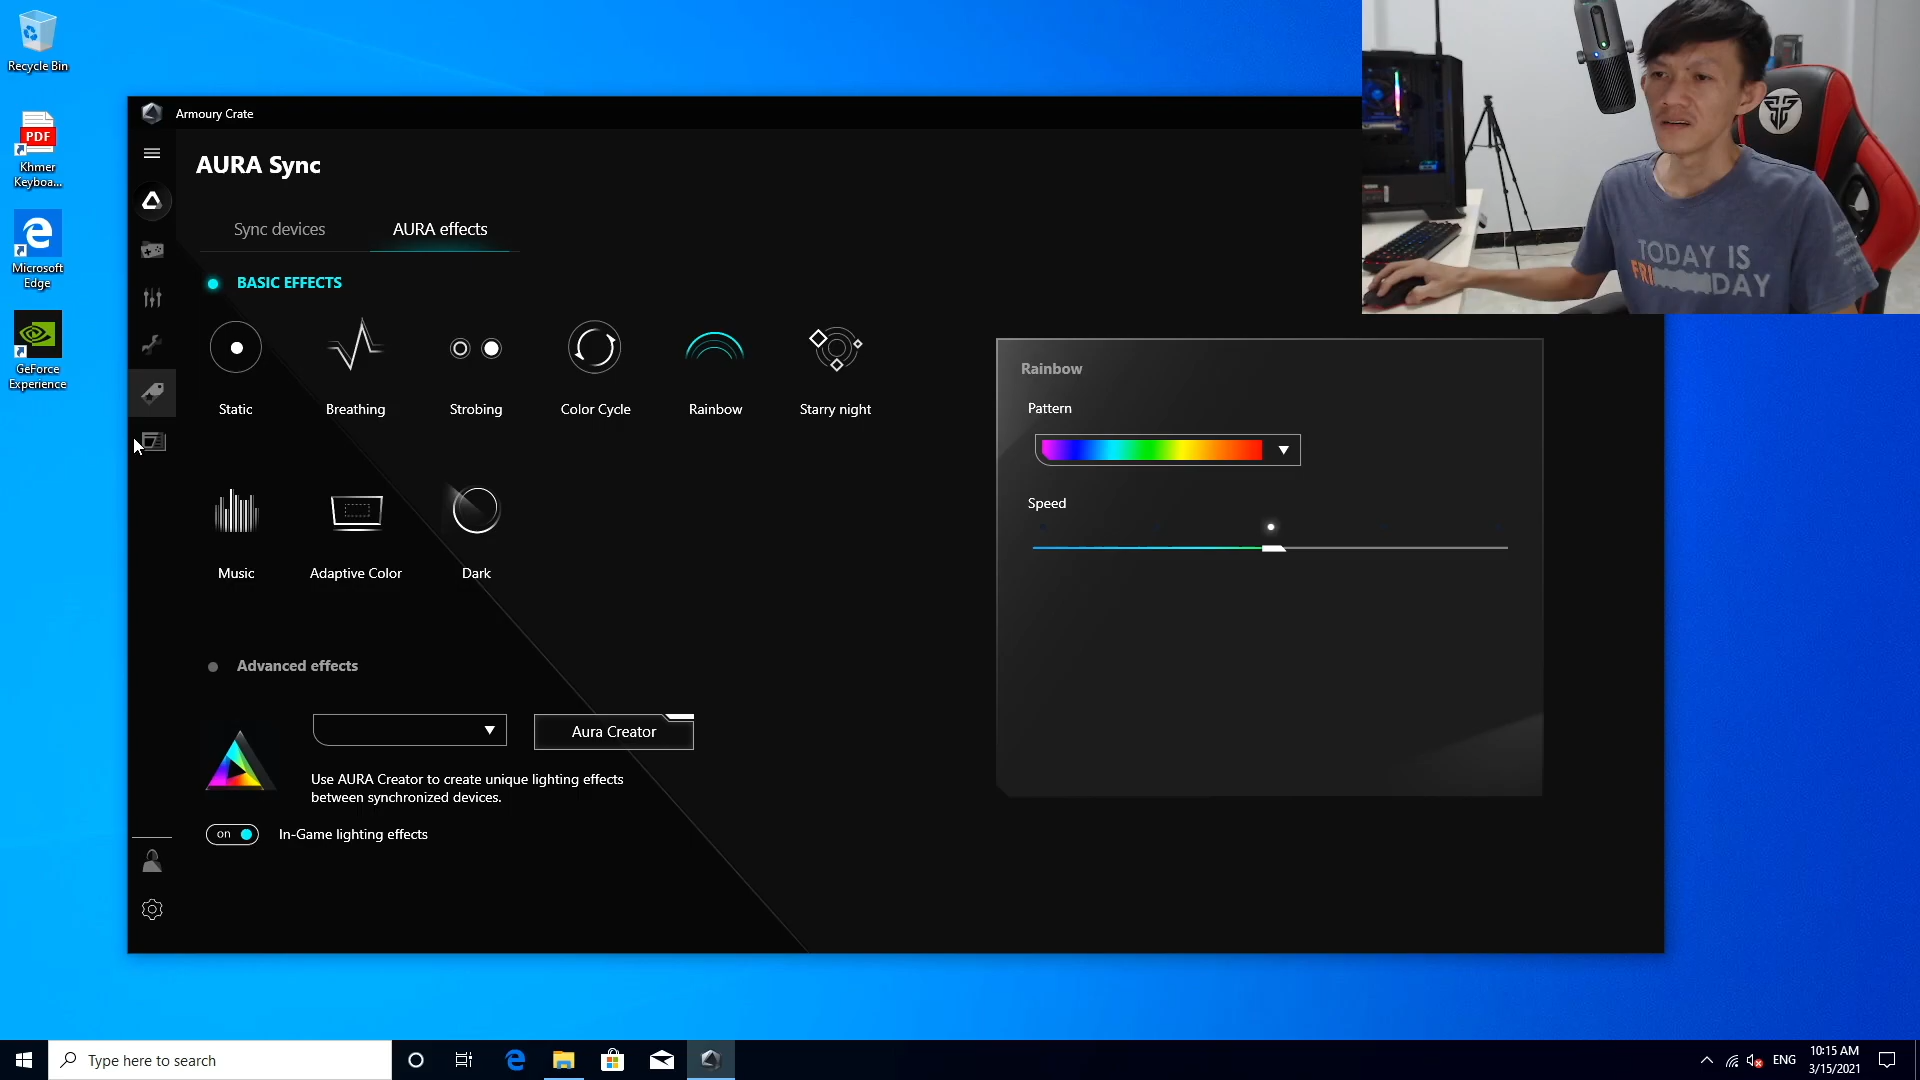 Recycle Bin
PDF
Khmer
Keyboa...
Microsoft
Edge
GeForce
Experience
Armoury Crate
AURA Sync
Sync devices
AURA effects
BASIC EFFECTS
Static
Breathing
Strobing
Color Cycle
Rainbow
Starry night
Music
Adaptive Color
Dark
Advanced effects
Aura Creator
Use AURA Creator to create unique lighting effects
between synchronized devices.
on
In-Game lighting effects
Rainbow
Pattern
Speed
TODAY IS
FRI DAY
Type here to search
ENG
10:15 AM
3/15/2021